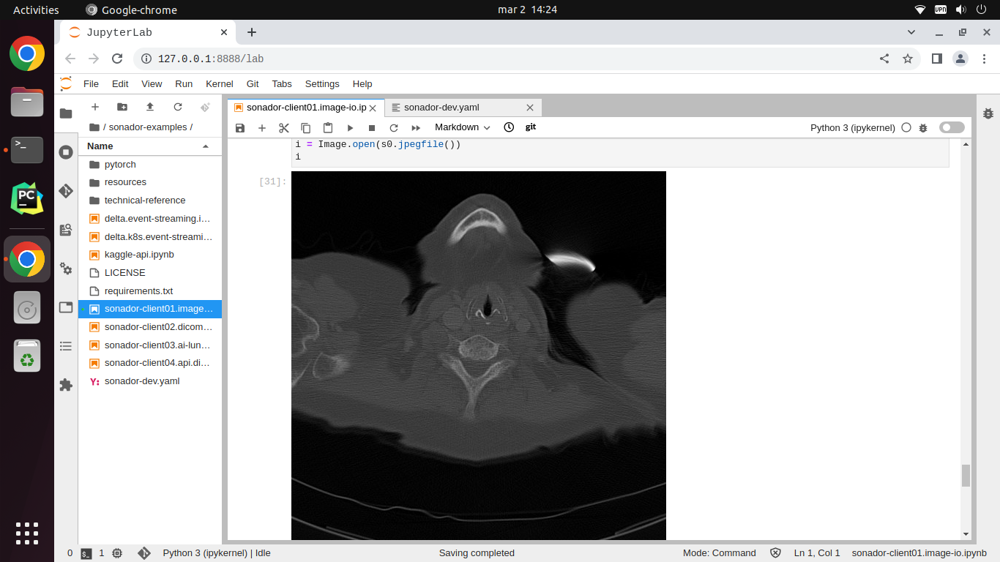 Activities
Google-chrome
mar 2 14:24
VPN
JupyterLab
127.0.0.1:8888/lab
File Edit View Run Kernel Git Tabs Settings Help
/ sonador-examples /
Name
pytorch
resources
technical-reference
delta.event-streaming.i…
delta.k8s.event-streami…
kaggle-api.ipynb
LICENSE
requirements.txt
sonador-client01.image…
sonador-client02.dicom…
sonador-client03.ai-lun…
sonador-client04.api.di…
Y: sonador-dev.yaml
sonador-client01.image-io.ip
sonador-dev.yaml
Markdown
git
Python 3 (ipykernel)
i = Image.open(s0.jpegfile())
i
[31]:
PC
>_
0 $_ 1 Python 3 (ipykernel) | Idle
Saving completed
Mode: Command
Ln 1, Col 1
sonador-client01.image-io.ipynb